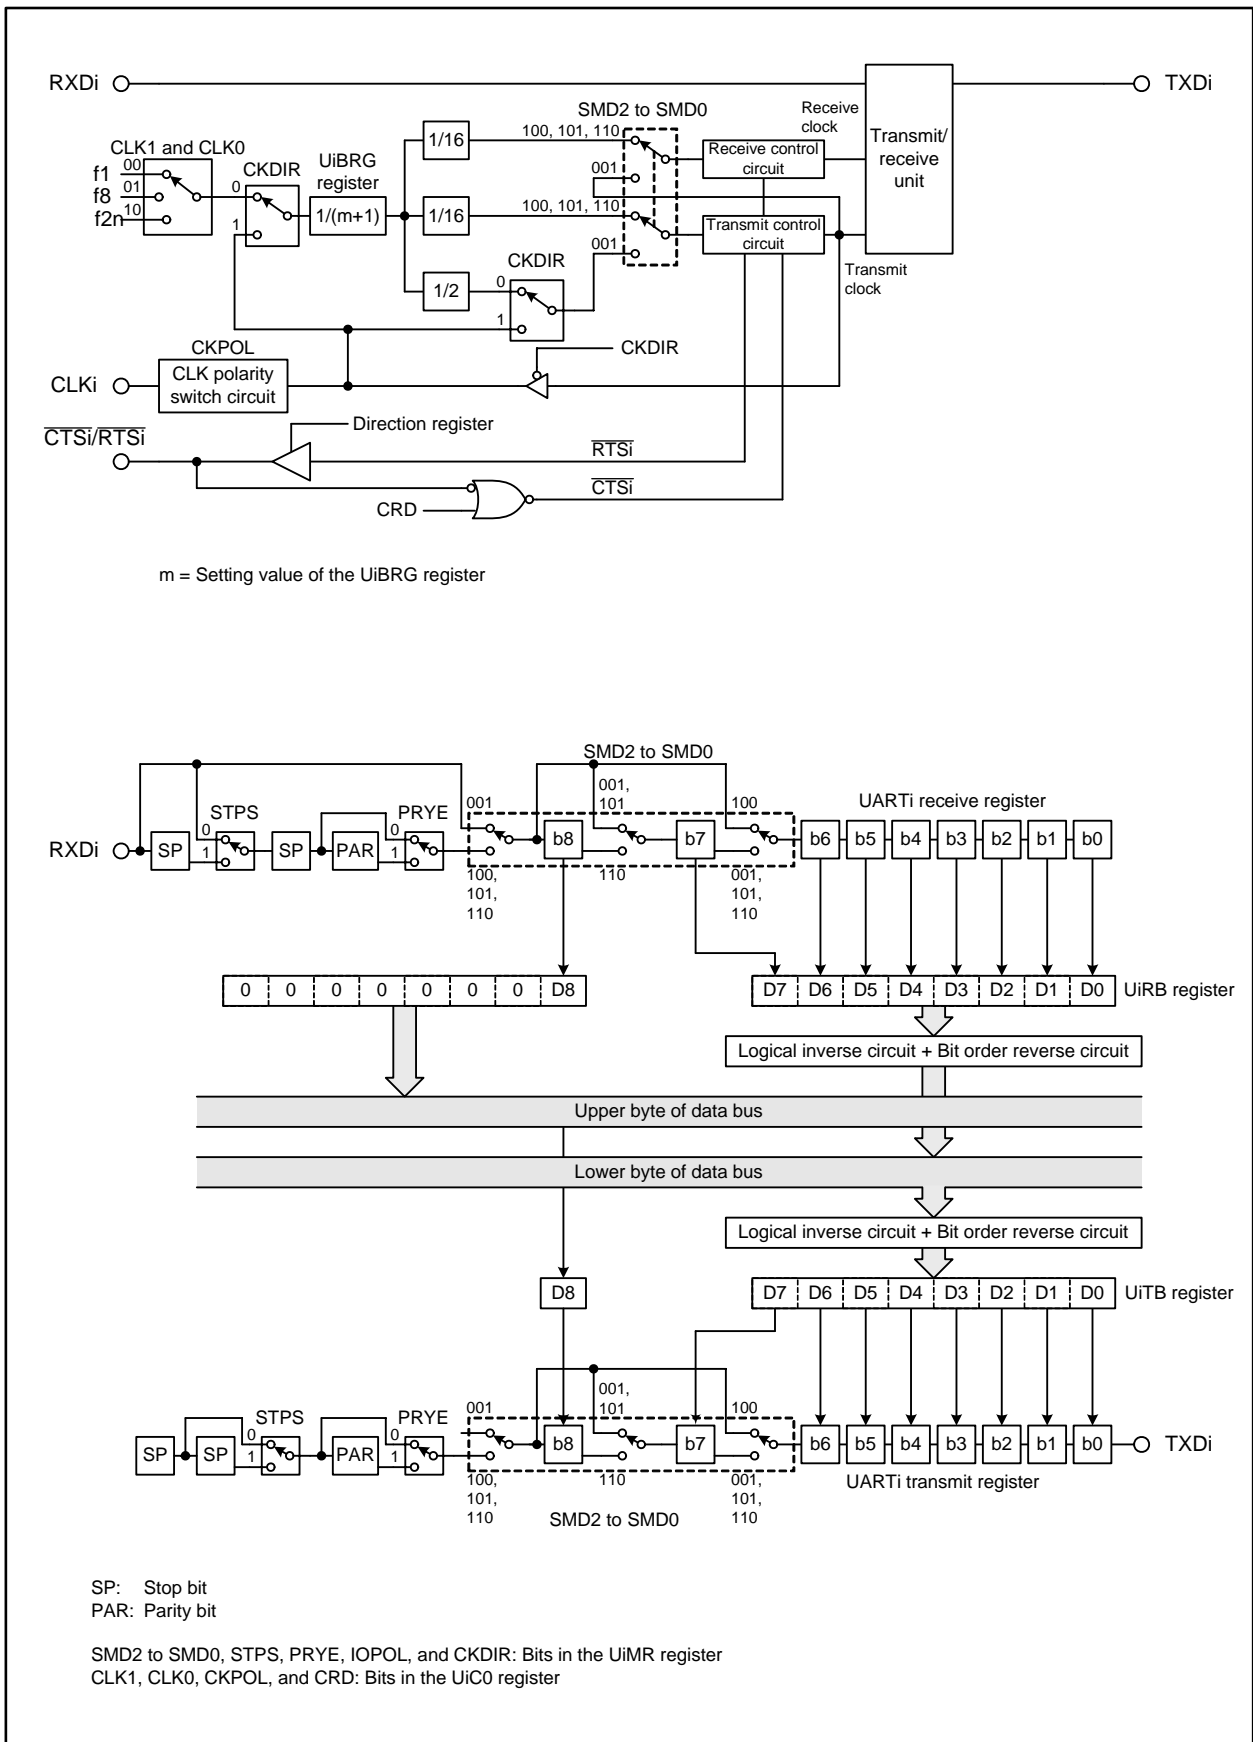 RXDi
TXDi
SMD2 to SMD0
Receive
clock
Transmit/
receive
unit
CLK1 and CLK0
00
f1
01
f8
10
f2n
CKDIR
0
1
UiBRG
register
1/(m+1)
1/16
100, 101, 110
001
Receive control
circuit
1/16
100, 101, 110
001
Transmit control
circuit
Transmit
clock
1/2
CKDIR
0
1
CKPOL
CKDIR
CLKi
CLK polarity
switch circuit
CTSi/RTSi
Direction register
RTSi
CTSi
CRD
m = Setting value of the UiBRG register
SMD2 to SMD0
001
001,
101
100
UARTi receive register
STPS
PRYE
RXDi
SP
0
1
SP
PAR
0
1
b8
b7
b6
b5
b4
b3
b2
b1
b0
100,
101,
110
110
001,
101,
110
0 0 0 0 0 0 0 D8
D7 D6 D5 D4 D3 D2 D1 D0
UiRB register
Logical inverse circuit + Bit order reverse circuit
Upper byte of data bus
Lower byte of data bus
Logical inverse circuit + Bit order reverse circuit
D8
D7 D6 D5 D4 D3 D2 D1 D0
UiTB register
001
001,
101
100
STPS
PRYE
SP
SP
0
1
PAR
0
1
b8
b7
b6
b5
b4
b3
b2
b1
b0
TXDi
100,
101,
110
110
001,
101,
110
UARTi transmit register
SMD2 to SMD0
SP: Stop bit
PAR: Parity bit
SMD2 to SMD0, STPS, PRYE, IOPOL, and CKDIR: Bits in the UiMR register
CLK1, CLK0, CKPOL, and CRD: Bits in the UiC0 register